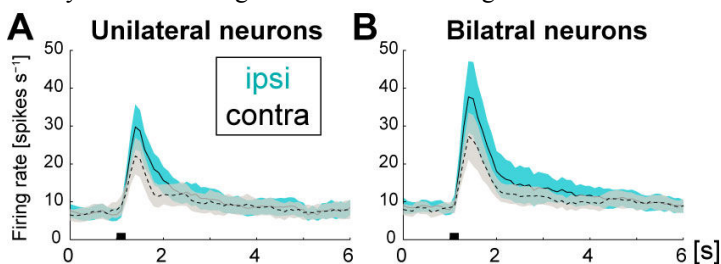 A Unilateral neurons
B Bilatral neurons
Firing rate [spikes s⁻¹]
50
40
30
20
10
0
ipsi
contra
0 2 4 6
50
40
30
20
10
0
0 2 4 6 [s]